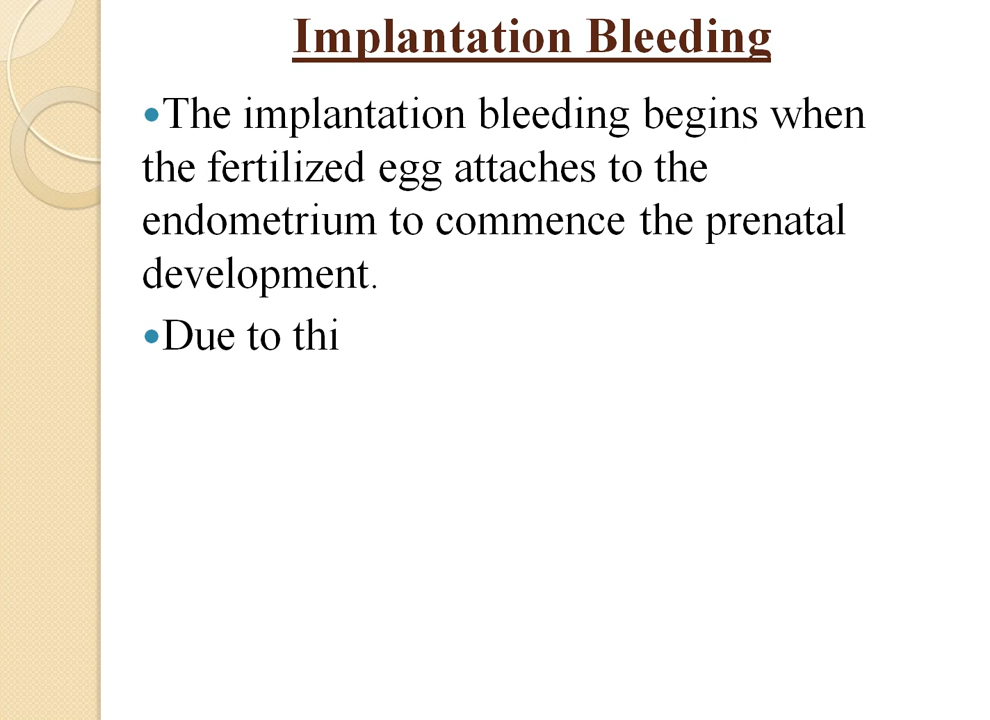 Implantation Bleeding
•The implantation bleeding begins when
the fertilized egg attaches to the
endometrium to commence the prenatal
development.
•Due to thi